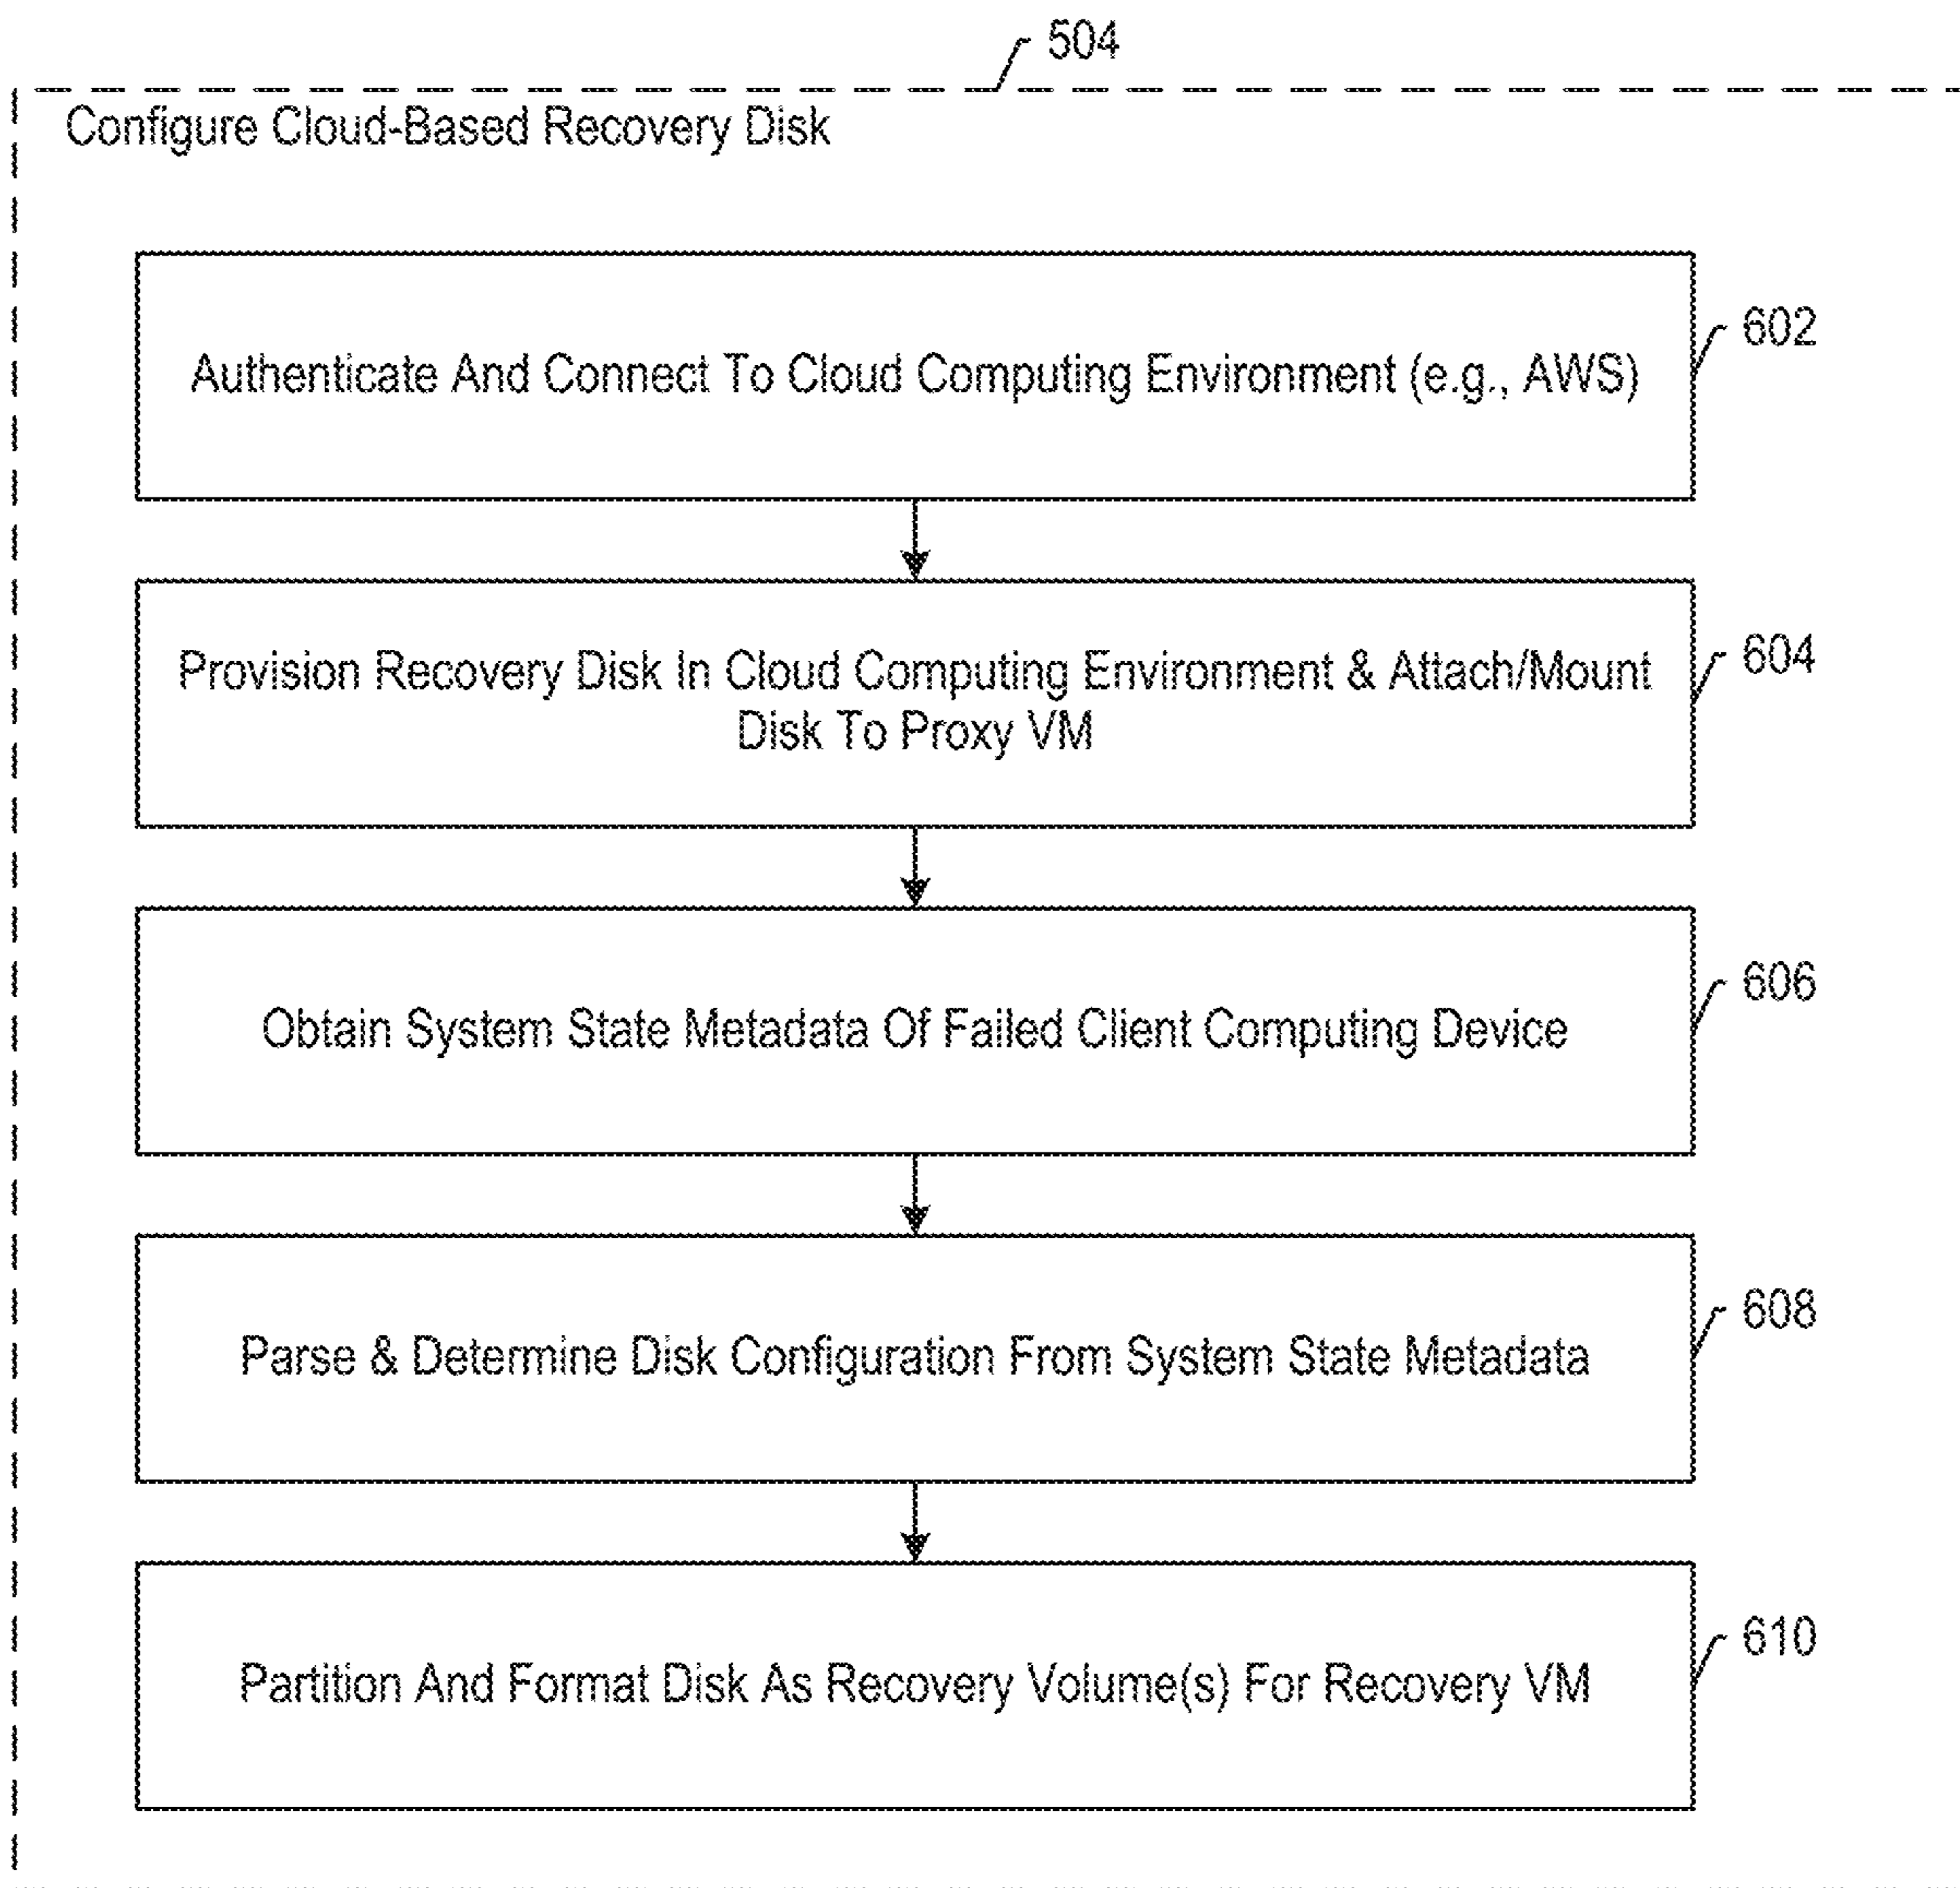 504
Configure Cloud-Based Recovery Disk
Authenticate And Connect To Cloud Computing Environment (e.g., AWS)
602
Provision Recovery Disk In Cloud Computing Environment & Attach/Mount
Disk To Proxy VM
604
Obtain System State Metadata Of Failed Client Computing Device
606
Parse & Determine Disk Configuration From System State Metadata
608
Partition And Format Disk As Recovery Volume(s) For Recovery VM
610